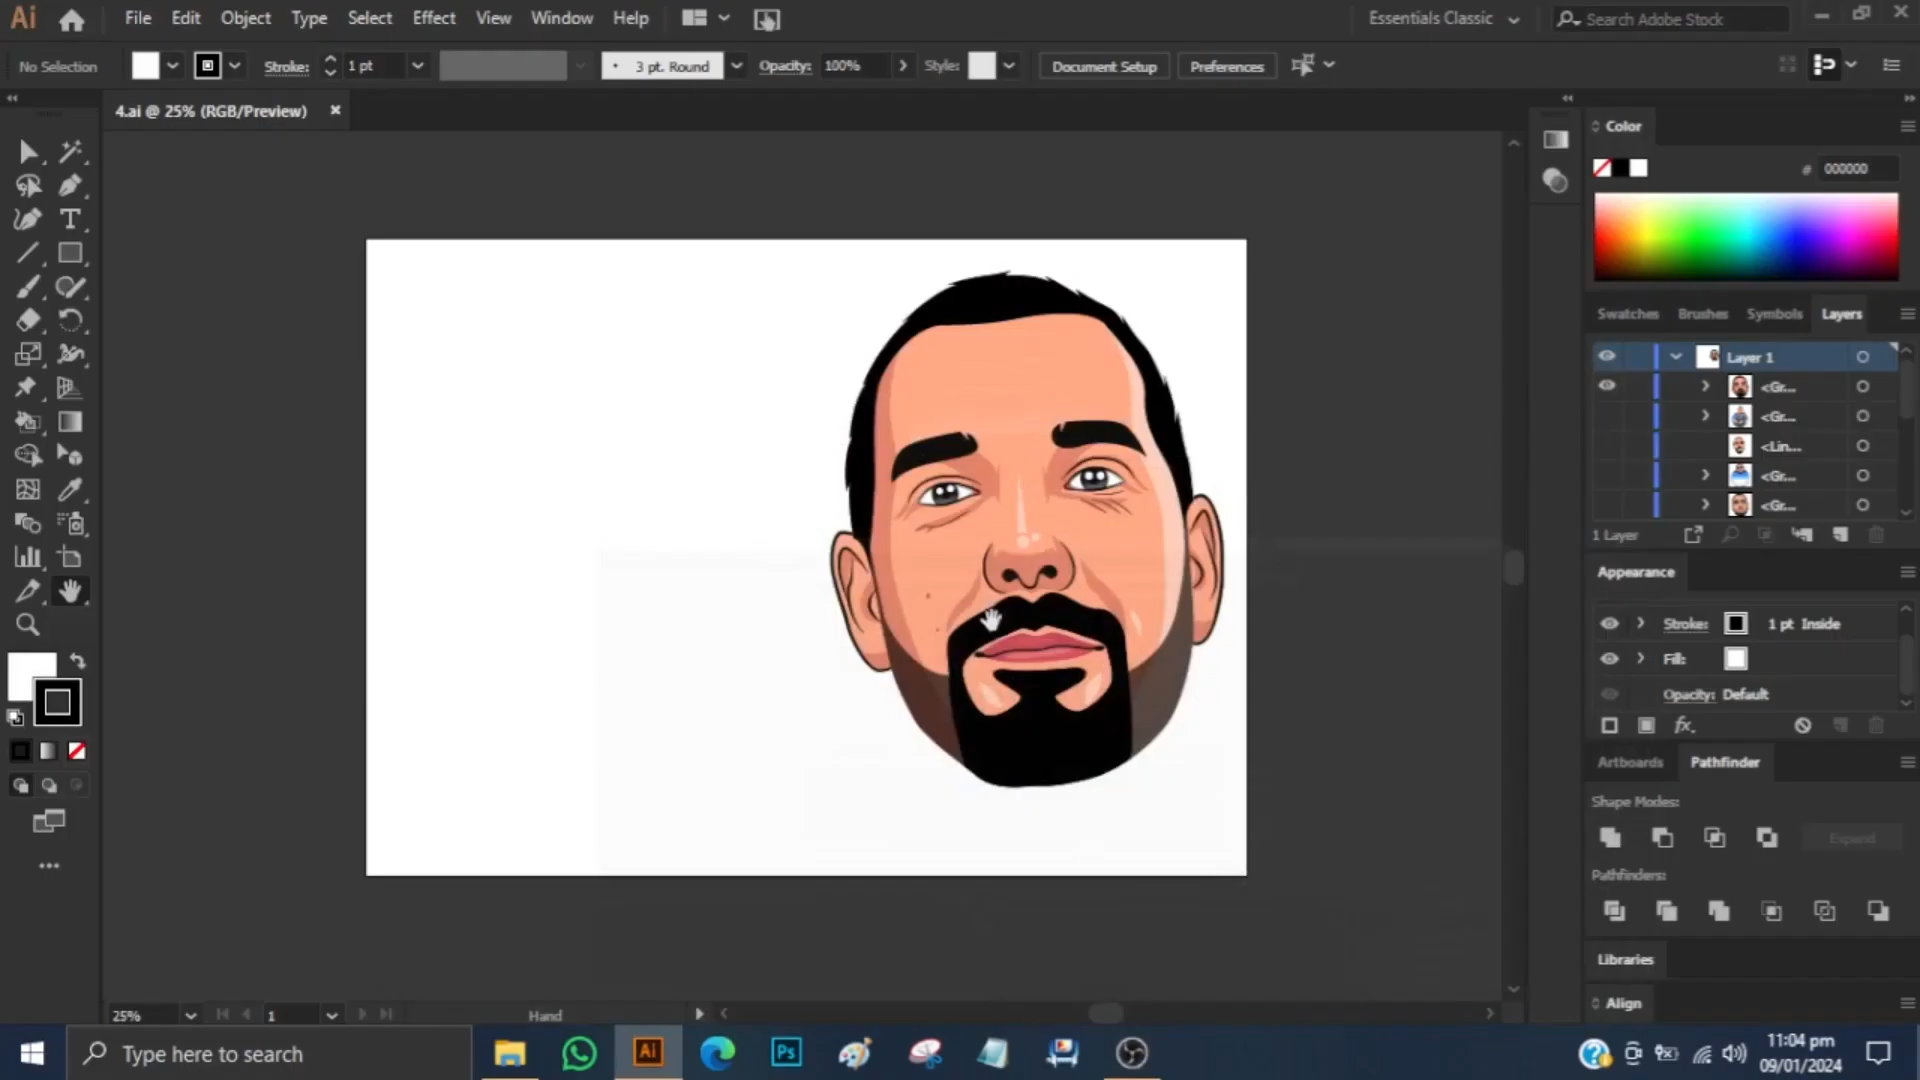 Ai File Edit Object Type Select Effect View Window Help Essentials Classic Search Adobe Stock
No Selection Stroke: 1 pt 3 pt. Round Opacity: 100% Style: Document Setup Preferences
4.ai @ 25% (RGB/Preview)
Color
# 000000
Swatches Brushes Symbols Layers
Layer 1
<Gr...
<Gr...
<Lin...
<Gr...
<Gr...
1 Layer
Appearance
Stroke: 1 pt Inside
Fill:
Opacity: Default
fx.
Artboards Pathfinder
Shape Modes:
Expand
Pathfinders:
Libraries
Align
25% 1 Hand
Type here to search
Ai
Ps
11:04 pm
09/01/2024